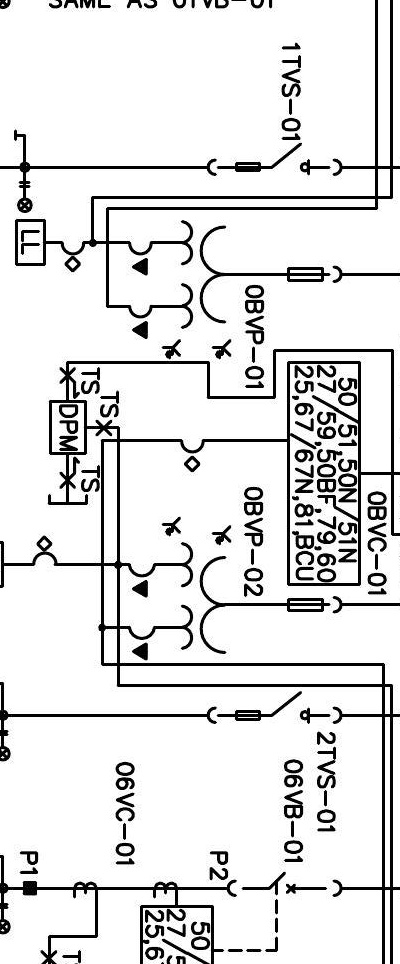 SAME AS 01VB-01
1TVS-01
LL
0BVP-01
TS
TS
DPM
TS
50/51,50N/51N
27/59,50BF,79,60
25,67/67N,81,BCU
0BVC-01
0BVP-02
2TVS-01
06VB-01
06VC-01
P2
P1
50/
27/5
25,6
T